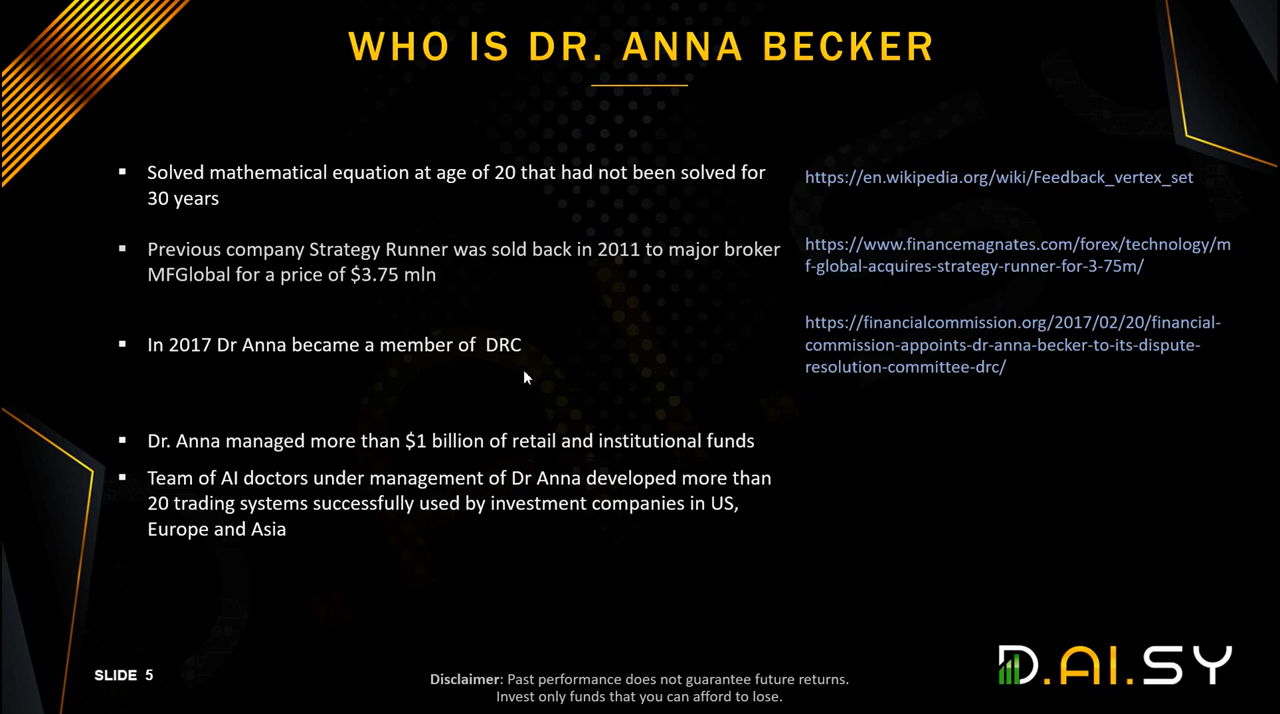 WHO IS DR. ANNA BECKER
▪ Solved mathematical equation at age of 20 that had not been solved for
30 years
https://en.wikipedia.org/wiki/Feedback_vertex_set
▪ Previous company Strategy Runner was sold back in 2011 to major broker
MFGlobal for a price of $3.75 mln
https://www.financemagnates.com/forex/technology/m
f-global-acquires-strategy-runner-for-3-75m/
▪ In 2017 Dr Anna became a member of  DRC
https://financialcommission.org/2017/02/20/financial-
commission-appoints-dr-anna-becker-to-its-dispute-
resolution-committee-drc/
▪ Dr. Anna managed more than $1 billion of retail and institutional funds
▪ Team of AI doctors under management of Dr Anna developed more than
20 trading systems successfully used by investment companies in US,
Europe and Asia
SLIDE 5
Disclaimer: Past performance does not guarantee future returns.
Invest only funds that you can afford to lose.
D.AI.SY